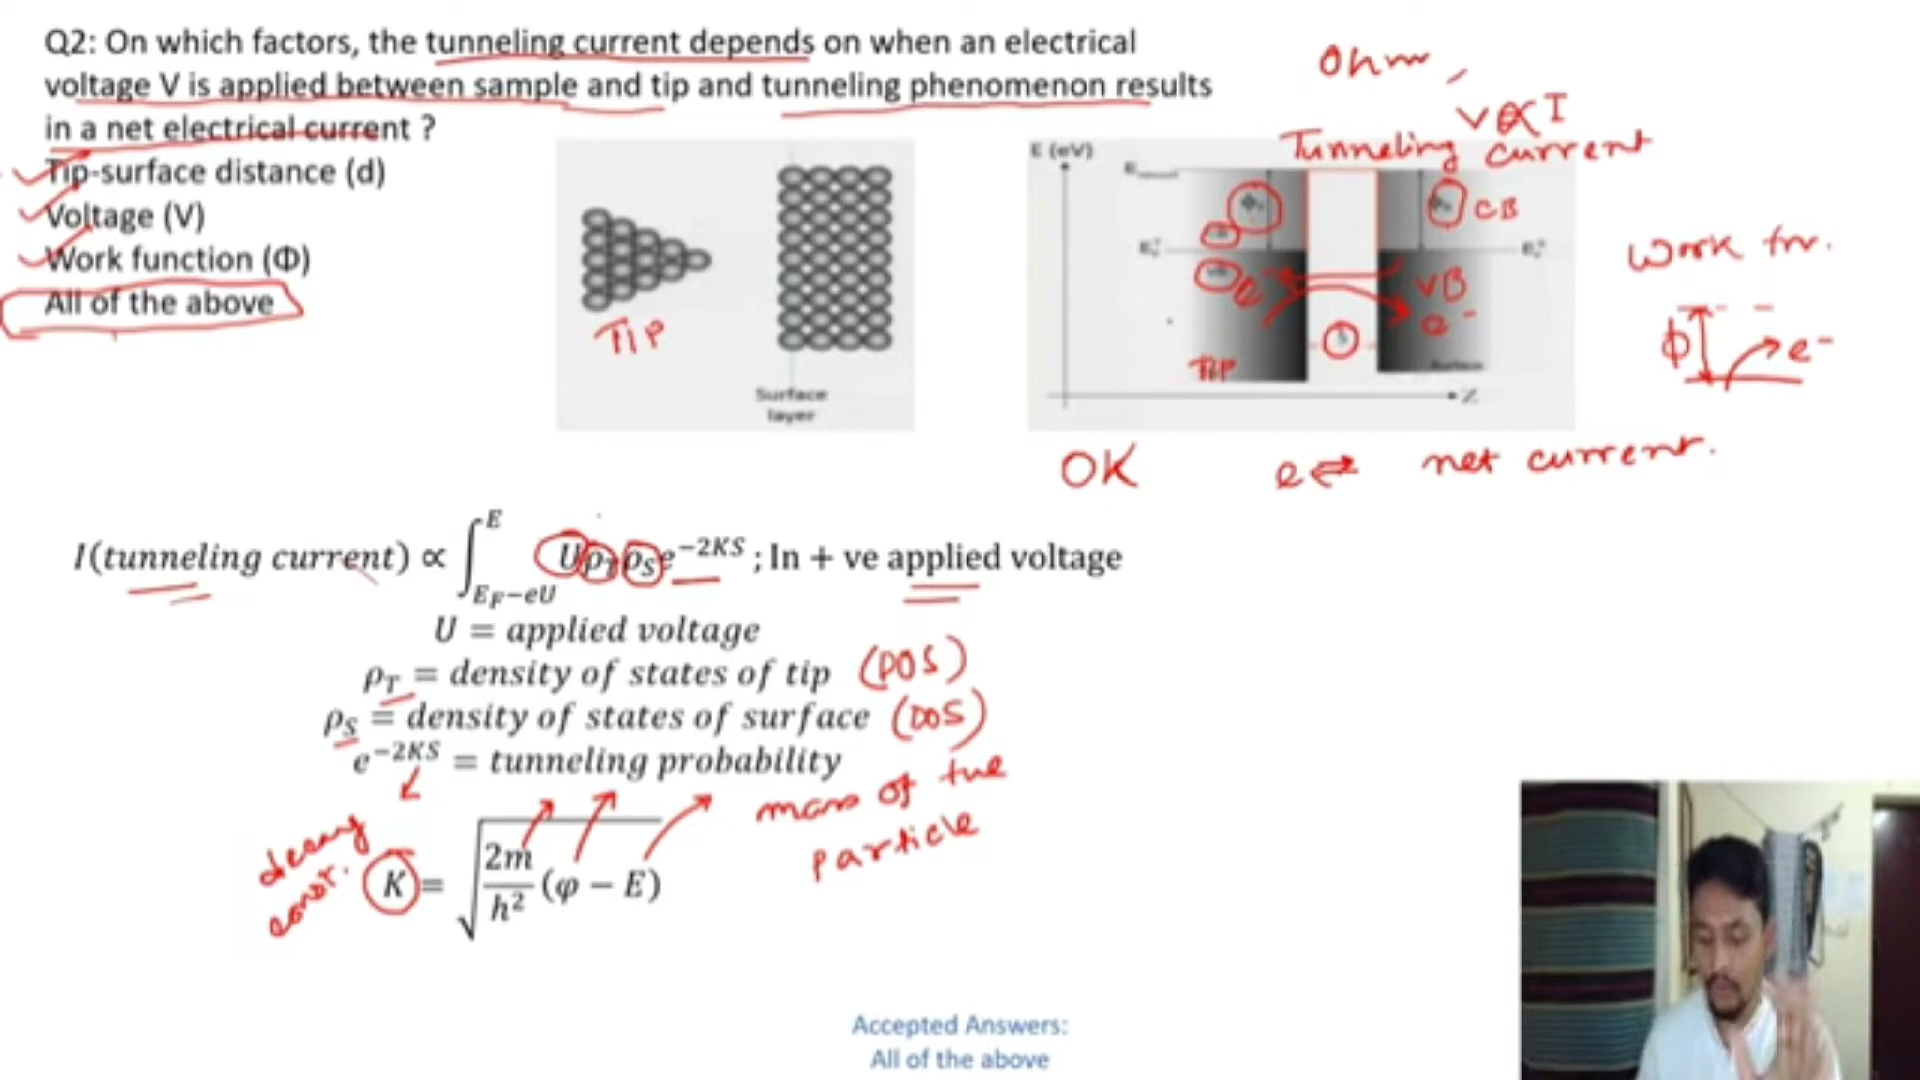 Q2: On which factors, the tunneling current depends on when an electrical
voltage V is applied between sample and tip and tunneling phenomenon results
in a net electrical current ?
Tip-surface distance (d)
Voltage (V)
Work function (Φ)
All of the above
Tip
Surface
layer
Ohm,
V∝I
Tunneling current
E (eV)
CB
VB
e⁻
e
Tip
Z
Work fn.
ϕ
e⁻
OK
e⇌ net current.
I(tunneling current) ∝ ∫_{E_F−eU}^{E} Uρ_Tρ_S e^{−2KS} ; In + ve applied voltage
U = applied voltage
ρ_T = density of states of tip (DOS)
ρ_S = density of states of surface (DOS)
e^{−2KS} = tunneling probability
mass of the
particle
decay
const.
K = √(2m/h² (φ − E))
Accepted Answers:
All of the above